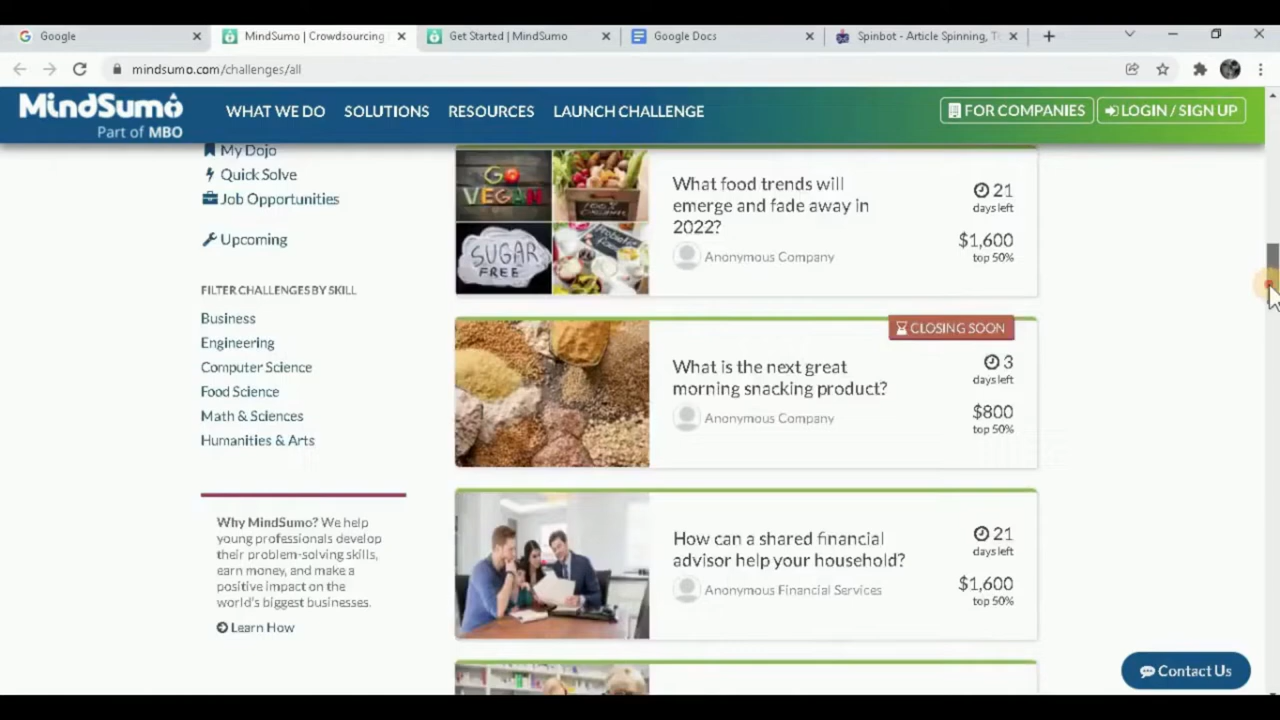 Google
MindSumo | Crowdsourcing
Get Started | MindSumo
Google Docs
Spinbot - Article Spinning, T
mindsumo.com/challenges/all
MindSumo
Part of MBO
WHAT WE DO
SOLUTIONS
RESOURCES
LAUNCH CHALLENGE
FOR COMPANIES
LOGIN / SIGN UP
My Dojo
Quick Solve
Job Opportunities
Upcoming
FILTER CHALLENGES BY SKILL
Business
Engineering
Computer Science
Food Science
Math & Sciences
Humanities & Arts
Why MindSumo? We help
young professionals develop
their problem-solving skills,
earn money, and make a
positive impact on the
world's biggest businesses.
Learn How
GO
VEGAN
100%
ORGANIC
SUGAR
FREE
What food trends will
emerge and fade away in
2022?
Anonymous Company
21
days left
$1,600
top 50%
CLOSING SOON
What is the next great
morning snacking product?
Anonymous Company
3
days left
$800
top 50%
How can a shared financial
advisor help your household?
Anonymous Financial Services
21
days left
$1,600
top 50%
Contact Us